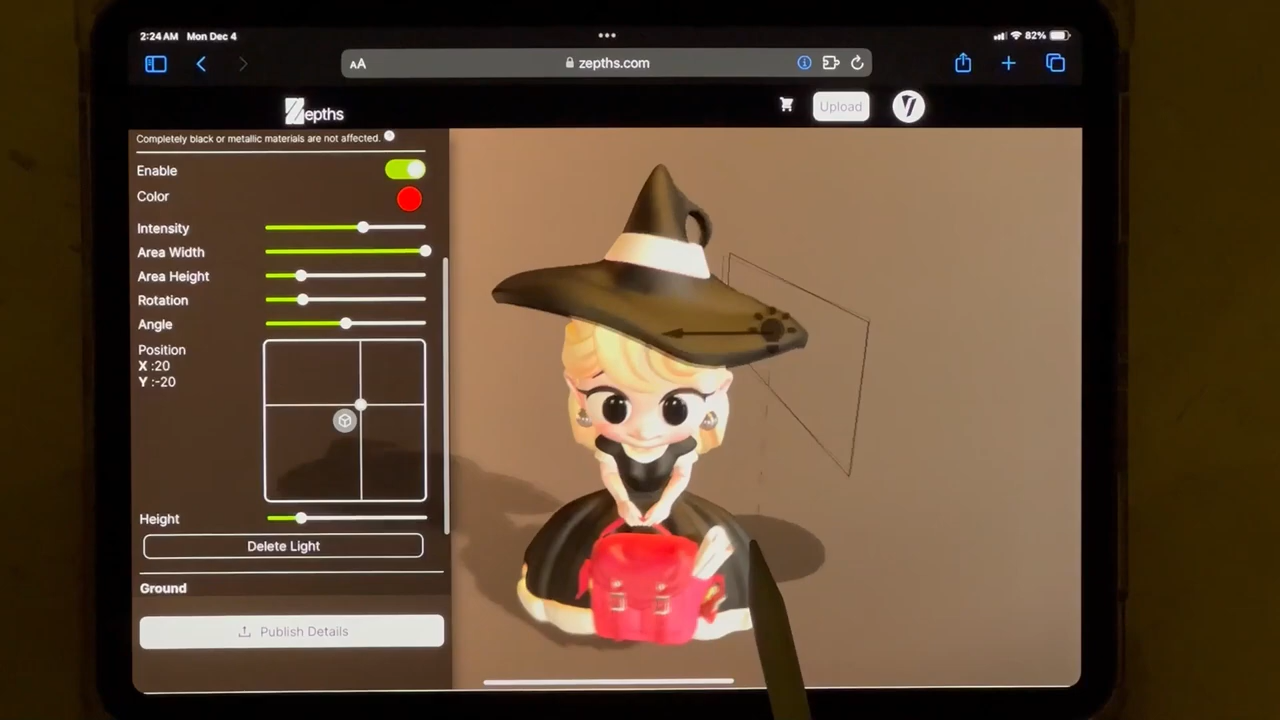 2:24 AM Mon Dec 4
82%
AA
zepths.com
Zepths
Upload
Completely black or metallic materials are not affected.
Enable
Color
Intensity
Area Width
Area Height
Rotation
Angle
Position
X :20
Y :-20
Height
Delete Light
Ground
Publish Details